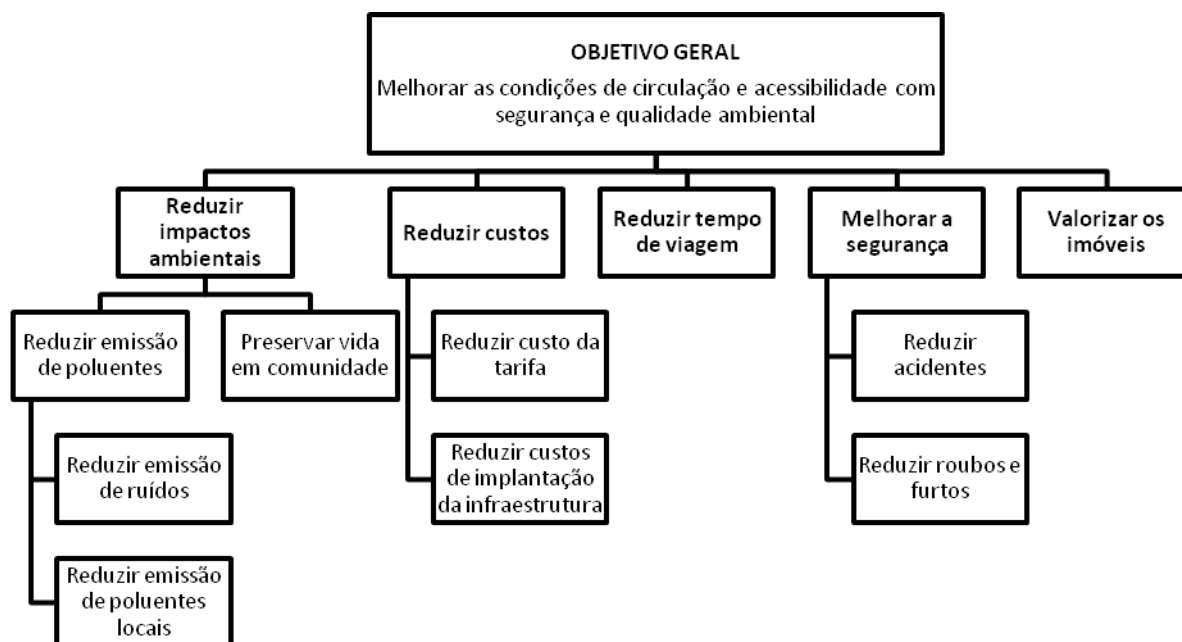 OBJETIVO GERAL
Melhorar as condições de circulação e acessibilidade com
segurança e qualidade ambiental
Reduzir
impactos
ambientais
Reduzir custos
Reduzir tempo
de viagem
Melhorar a
segurança
Valorizar os
imóveis
Reduzir emissão
de poluentes
Preservar vida
em comunidade
Reduzir custo da
tarifa
Reduzir
acidentes
Reduzir emissão
de ruídos
Reduzir custos
de implantação
da infraestrutura
Reduzir roubos e
furtos
Reduzir emissão
de poluentes
locais